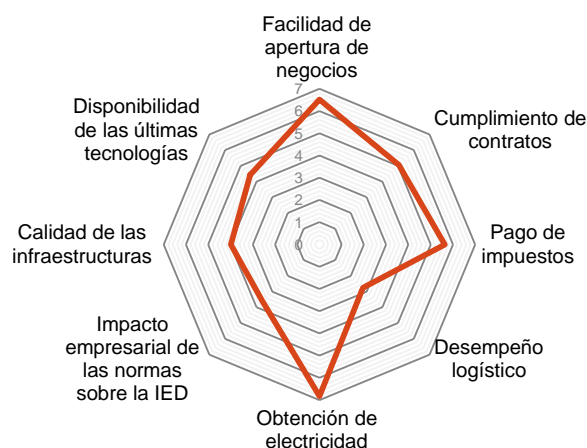 Facilidad de
apertura de
negocios
Cumplimiento de
contratos
Pago de
impuestos
Desempeño
logístico
Obtención de
electricidad
Impacto
empresarial de
las normas
sobre la IED
Calidad de las
infraestructuras
Disponibilidad
de las últimas
tecnologías
7
6
5
4
3
2
1
0